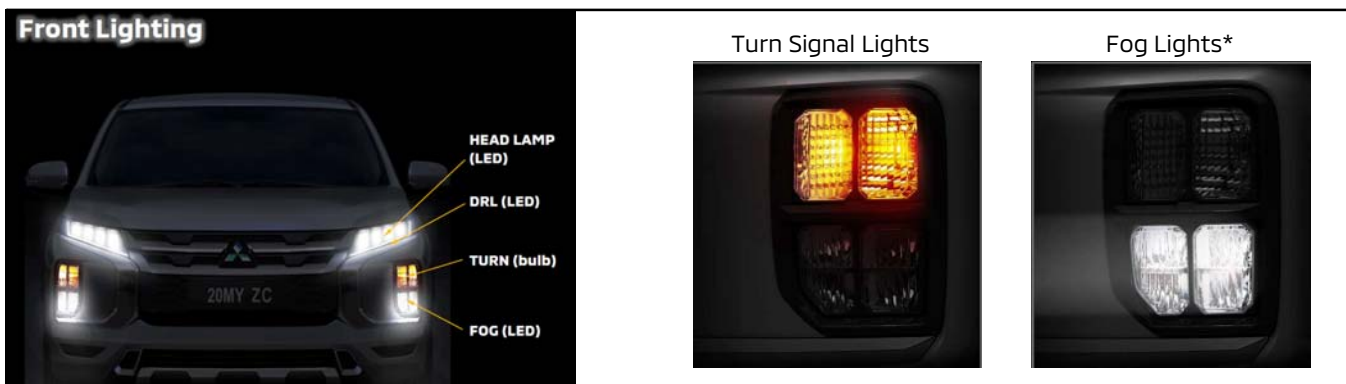 Front Lighting
HEAD LAMP
(LED)
DRL (LED)
TURN (bulb)
FOG (LED)
20MY ZC
Turn Signal Lights
Fog Lights*